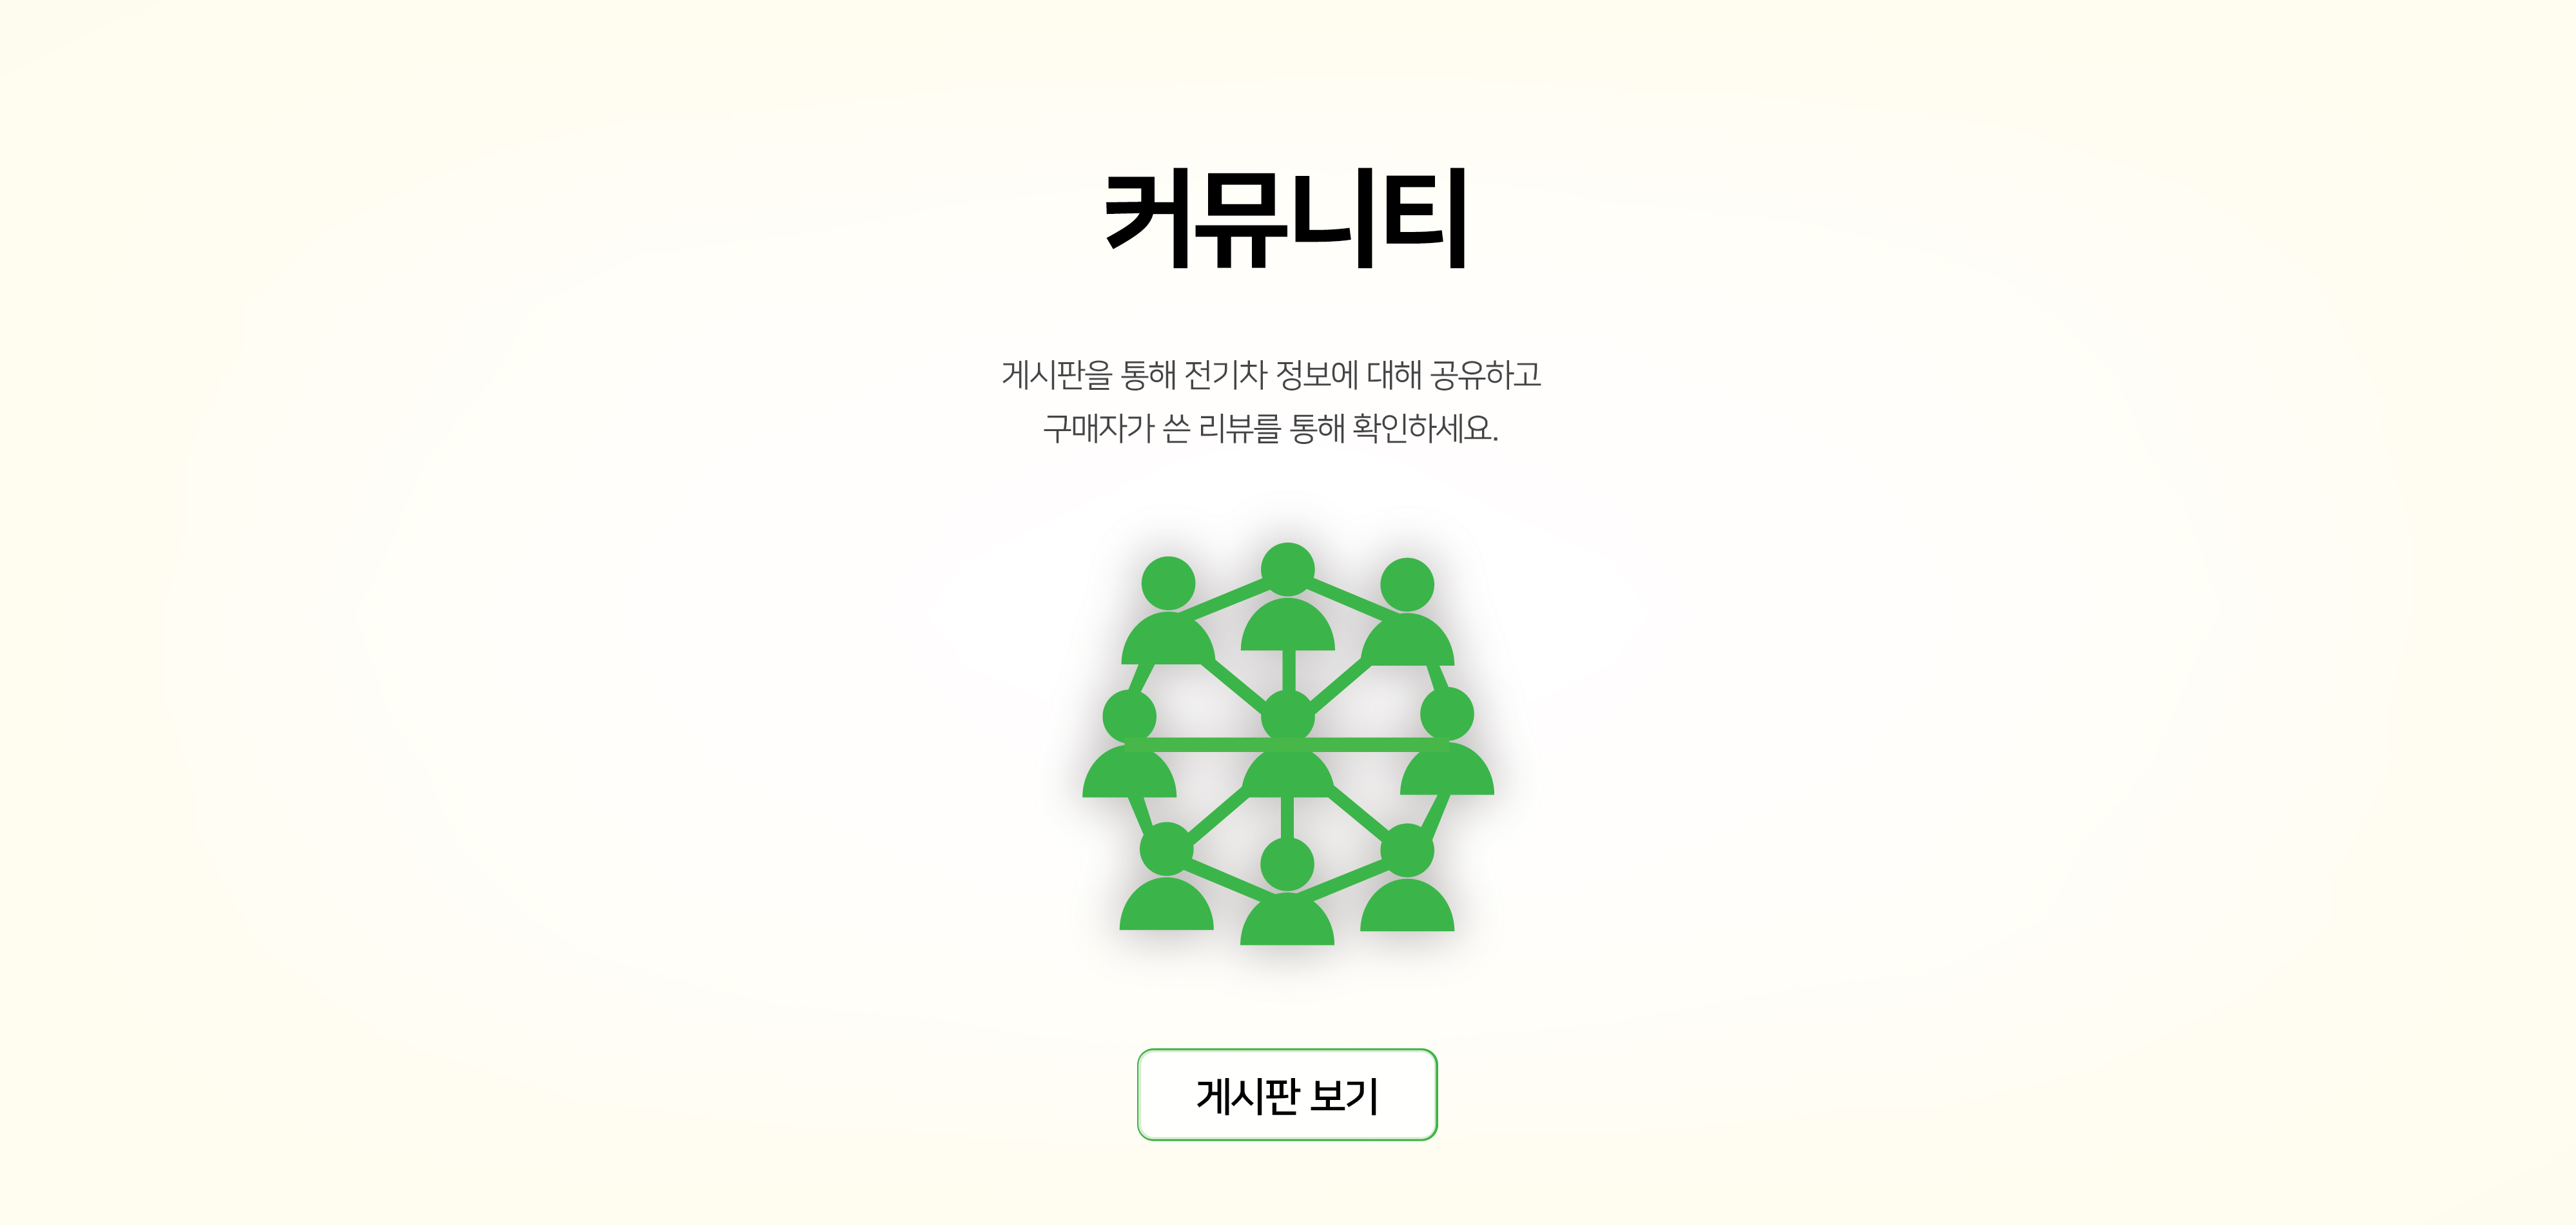 커뮤니티
게시판을 통해 전기차 정보에 대해 공유하고
구매자가 쓴 리뷰를 통해 확인하세요.
게시판 보기